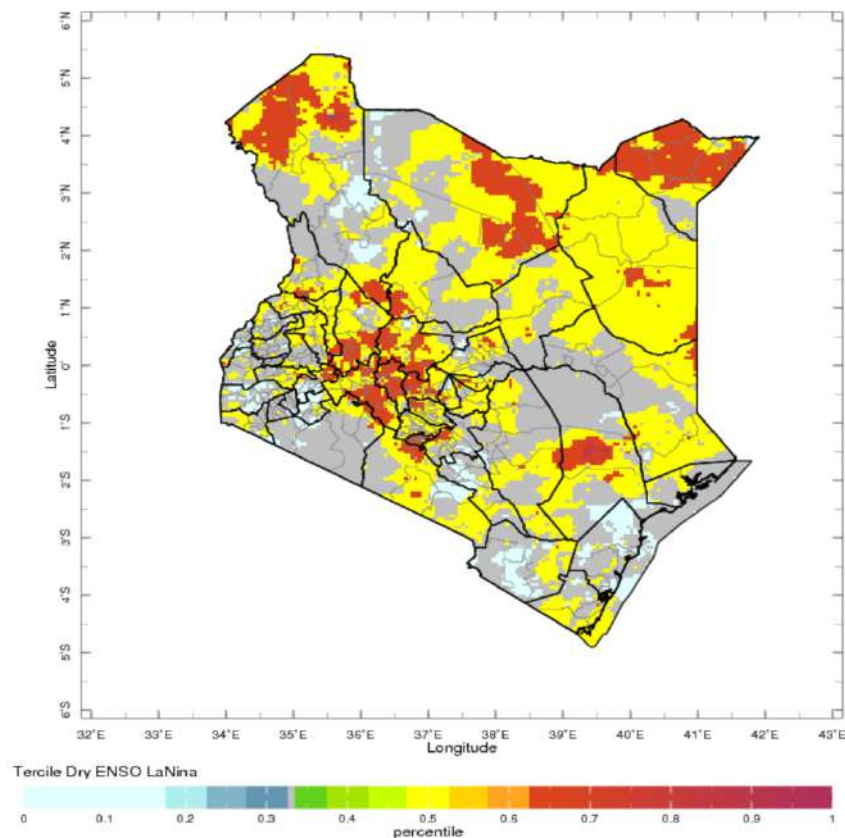 6°N
5°N
4°N
3°N
2°N
1°N
0°
1°S
2°S
3°S
4°S
5°S
6°S
Latitude
32°E 33°E 34°E 35°E 36°E 37°E 38°E 39°E 40°E 41°E 42°E 43°E
Longitude
Tercile Dry ENSO LaNina
0 0.1 0.2 0.3 0.4 0.5 0.6 0.7 0.8 0.9 1
percentile